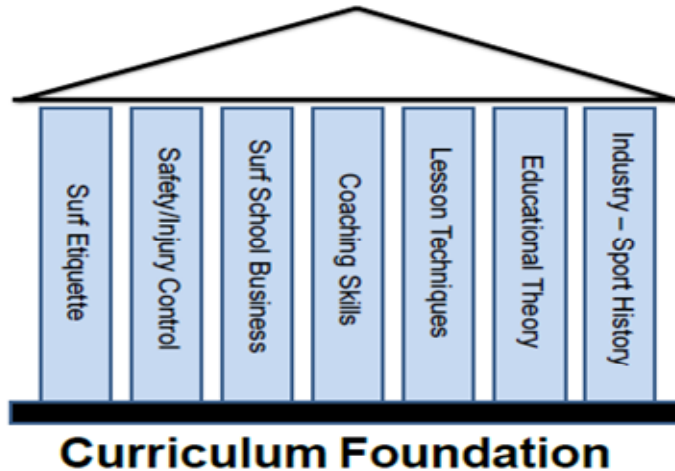 Surf Etiquette
Safety/Injury Control
Surf School Business
Coaching Skills
Lesson Techniques
Educational Theory
Industry – Sport History
Curriculum Foundation